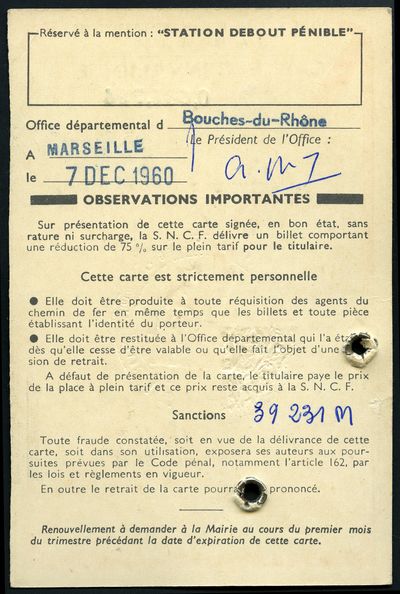 Réservé à la mention : "STATION DEBOUT PÉNIBLE"
Office départemental d Bouches-du-Rhône
Le Président de l'Office :
A MARSEILLE
le 7 DEC 1960
OBSERVATIONS IMPORTANTES
Sur présentation de cette carte signée, en bon état, sans
rature ni surcharge, la S. N. C. F. délivre un billet comportant
une réduction de 75 % sur le plein tarif pour le titulaire.
Cette carte est strictement personnelle
● Elle doit être produite à toute réquisition des agents du
chemin de fer en même temps que les billets et toute pièce
établissant l'identité du porteur.
● Elle doit être restituée à l'Office départemental qui l'a
dès qu'elle cesse d'être valable ou qu'elle fait l'objet d'une
sion de retrait.
A défaut de présentation de la carte, le titulaire paye le prix
de la place à plein tarif et ce prix reste acquis à la S. N. C. F.
Sanctions 39 231 M
Toute fraude constatée, soit en vue de la délivrance de cette
carte, soit dans son utilisation, exposera ses auteurs aux pour-
suites prévues par le Code pénal, notamment l'article 162, par
les lois et règlements en vigueur.
En outre le retrait de la carte prononcé.
Renouvellement à demander à la Mairie au cours du premier mois
du trimestre précédant la date d'expiration de cette carte.